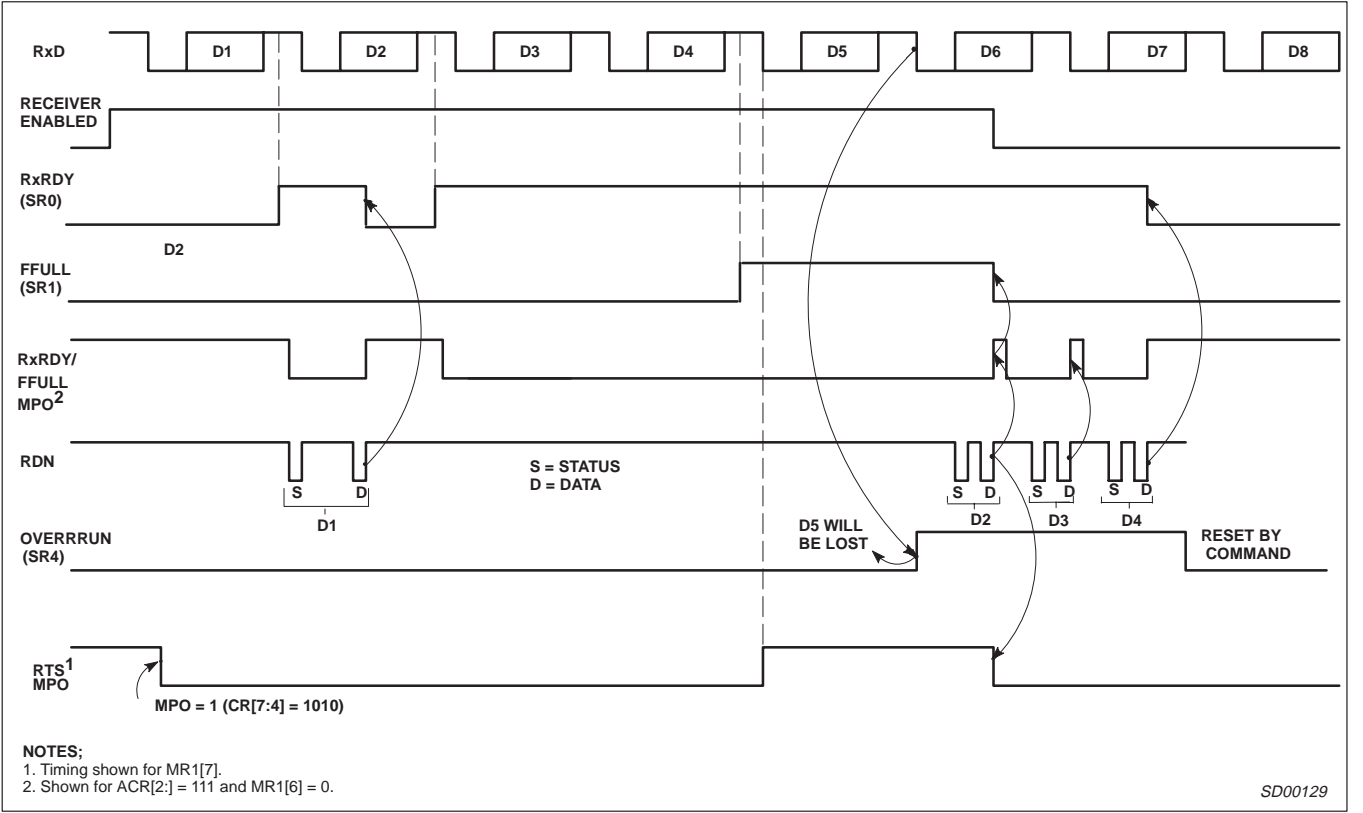 RxD
D1 D2 D3 D4 D5 D6 D7 D8
RECEIVER
ENABLED
RxRDY
(SR0)
D2
FFULL
(SR1)
RxRDY/
FFULL
MPO2
RDN
S = STATUS
D = DATA
S D
D1
S D
D2
S D
D3
S D
D4
OVERRRUN
(SR4)
D5 WILL
BE LOST
RESET BY
COMMAND
RTS1
MPO
MPO = 1 (CR[7:4] = 1010)
NOTES;
1. Timing shown for MR1[7].
2. Shown for ACR[2:] = 111 and MR1[6] = 0.
SD00129